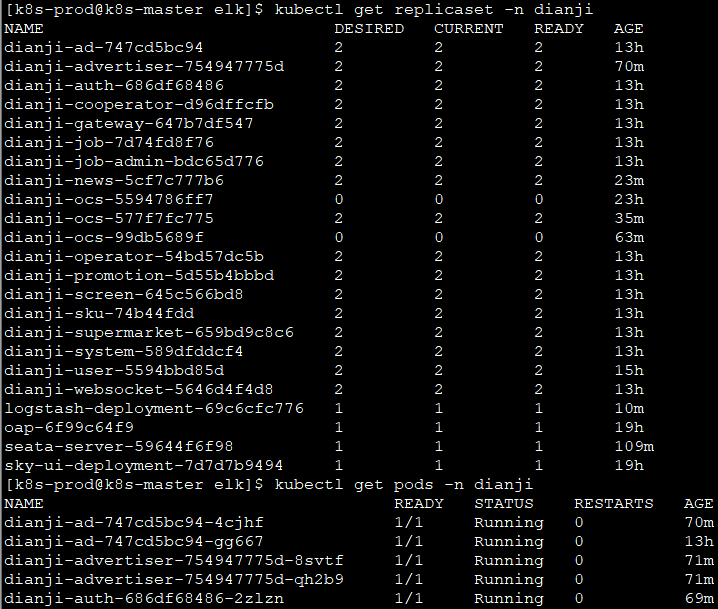 [k8s-prod@k8s-master elk]$ kubectl get replicaset -n dianji
NAME DESIRED CURRENT READY AGE
dianji-ad-747cd5bc94 2 2 2 13h
dianji-advertiser-754947775d 2 2 2 70m
dianji-auth-686df68486 2 2 2 13h
dianji-cooperator-d96dffcfb 2 2 2 13h
dianji-gateway-647b7df547 2 2 2 13h
dianji-job-7d74fd8f76 2 2 2 13h
dianji-job-admin-bdc65d776 2 2 2 13h
dianji-news-5cf7c777b6 2 2 2 23m
dianji-ocs-5594786ff7 0 0 0 23h
dianji-ocs-577f7fc775 2 2 2 35m
dianji-ocs-99db5689f 0 0 0 63m
dianji-operator-54bd57dc5b 2 2 2 13h
dianji-promotion-5d55b4bbbd 2 2 2 13h
dianji-screen-645c566bd8 2 2 2 13h
dianji-sku-74b44fdd 2 2 2 13h
dianji-supermarket-659bd9c8c6 2 2 2 13h
dianji-system-589dfddcf4 2 2 2 13h
dianji-user-5594bbd85d 2 2 2 15h
dianji-websocket-5646d4f4d8 2 2 2 13h
logstash-deployment-69c6cfc776 1 1 1 10m
oap-6f99c64f9 1 1 1 19h
seata-server-59644f6f98 1 1 1 109m
sky-ui-deployment-7d7d7b9494 1 1 1 19h
[k8s-prod@k8s-master elk]$ kubectl get pods -n dianji
NAME READY STATUS RESTARTS AGE
dianji-ad-747cd5bc94-4cjhf 1/1 Running 0 70m
dianji-ad-747cd5bc94-gg667 1/1 Running 0 13h
dianji-advertiser-754947775d-8svtf 1/1 Running 0 71m
dianji-advertiser-754947775d-qh2b9 1/1 Running 0 71m
dianji-auth-686df68486-2zlzn 1/1 Running 0 69m